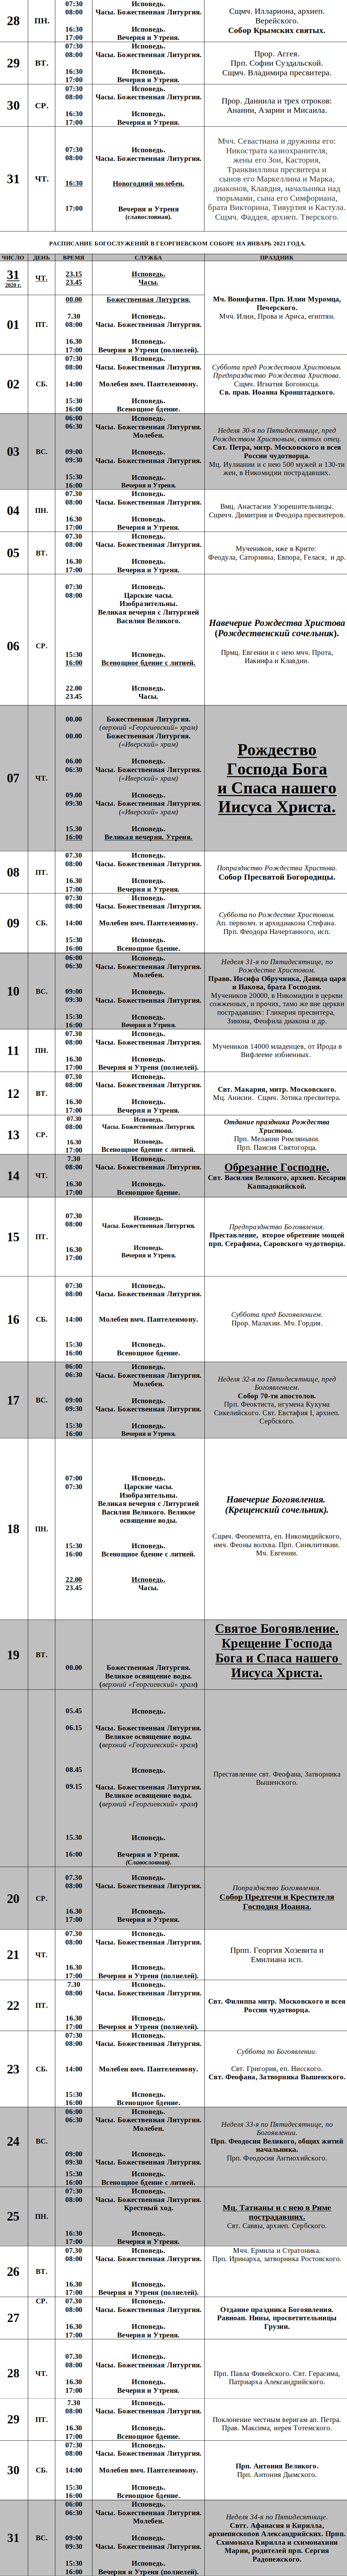 28
ПН.
07:30
Исповедь.
08:00
Часы. Божественная Литургия.
16:30
Исповедь.
17:00
Вечерня и Утреня.
Сщмч. Иллариона, архиеп.
Верейского.
Собор Крымских святых.
29
ВТ.
07:30
Исповедь.
08:00
Часы. Божественная Литургия.
16:30
Исповедь.
17:00
Вечерня и Утреня.
Прор. Аггея.
Прп. Софии Суздальской.
Сщмч. Владимира пресвитера.
30
СР.
07:30
Исповедь.
08:00
Часы. Божественная Литургия.
16:30
Исповедь.
17:00
Вечерня и Утреня.
Прор. Даниила и трех отроков:
Анании, Азарии и Мисаила.
31
ЧТ.
07:30
Исповедь.
08:00
Часы. Божественная Литургия.
16:30
Новогодний молебен.
17:00
Вечерня и Утреня
(славословная).
Мчч. Севастиана и дружины его:
Никострата казнохранителя,
жены его Зои, Кастория,
Транквиллина пресвитера и
сынов его Маркеллина и Марка,
диаконов, Клавдия, начальника над
тюрьмами, сына его Симфориана,
брата Викторина, Тивуртия и Кастула.
Сщмч. Фаддея, архиеп. Тверского.
РАСПИСАНИЕ БОГОСЛУЖЕНИЙ В ГЕОРГИЕВСКОМ СОБОРЕ НА ЯНВАРЬ 2021 ГОДА.
ЧИСЛО
ДЕНЬ
ВРЕМЯ
СЛУЖБА
ПРАЗДНИК
31
2020 г.
ЧТ.
23.15
Исповедь.
23.45
Часы.
01
ПТ.
00.00
Божественная Литургия.
7.30
Исповедь.
08:00
Часы. Божественная Литургия.
16.30
Исповедь.
17:00
Вечерня и Утреня (полиелей).
Мч. Вонифатия. Прп. Илии Муромца,
Печерского.
Мчч. Илии, Прова и Ариса, египтян.
02
СБ.
07:30
Исповедь.
08:00
Часы. Божественная Литургия.
14:00
Молебен вмч. Пантелеимону.
15:30
Исповедь.
16:00
Всенощное бдение.
Суббота пред Рождеством Христовым.
Предпразднство Рождества Христова.
Сщмч. Игнатия Богоносца.
Св. прав. Иоанна Кронштадского.
03
ВС.
06:00
Исповедь.
06:30
Часы. Божественная Литургия.
Молебен.
09:00
Исповедь.
09:30
Часы. Божественная Литургия.
15:30
Исповедь.
16:00
Вечерня и Утреня.
Неделя 30-я по Пятидесятнице, пред
Рождеством Христовым, святых отец.
Свт. Петра, митр. Московского и всея
России чудотворца.
Мц. Иулиании и с нею 500 мужей и 130-ти
жен, в Никомидии пострадавших.
04
ПН.
07.30
Исповедь.
08:00
Часы. Божественная Литургия.
16.30
Исповедь.
17:00
Вечерня и Утреня.
Вмц. Анастасии Узорешительницы.
Сщмчч. Димитрия и Феодора пресвитеров.
05
ВТ.
07.30
Исповедь.
08:00
Часы. Божественная Литургия.
16.30
Исповедь.
17:00
Вечерня и Утреня.
Мучеников, иже в Крите:
Феодула, Саторнина, Евпора, Гелася, и др.
06
СР.
07:30
Исповедь.
08:00
Царские часы.
Изобразительны.
Великая вечерня с Литургией
Василия Великого.
15:30
Исповедь.
16:00
Всенощное бдение с литией.
22.00
Исповедь.
23.45
Часы.
Навечерие Рождества Христова
(Рождественский сочельник).
Прмц. Евгении и с нею мчч. Прота,
Иакинфа и Клавдии.
07
ЧТ.
00.00
Божественная Литургия.
(верхний «Георгиевский» храм)
00.00
Божественная Литургия.
(«Иверский» храм)
06.00
Исповедь.
06:30
Часы. Божественная Литургия.
(«Иверский» храм)
09.00
Исповедь.
09:30
Часы. Божественная Литургия.
(«Иверский» храм)
15.30
Исповедь.
16:00
Великая вечерня. Утреня.
Рождество
Господа Бога
и Спаса нашего
Иисуса Христа.
08
ПТ.
07.30
Исповедь.
08:00
Часы. Божественная Литургия.
16.30
Исповедь.
17:00
Вечерня и Утреня.
Попразднство Рождества Христова.
Собор Пресвятой Богородицы.
09
СБ.
07:30
Исповедь.
08:00
Часы. Божественная Литургия.
14:00
Молебен вмч. Пантелеимону.
15:30
Исповедь.
16:00
Всенощное бдение.
Суббота по Рождестве Христовом.
Ап. первомч. и архидиакона Стефана.
Прп. Феодора Начертанного, исп.
10
ВС.
06:00
Исповедь.
06:30
Часы. Божественная Литургия.
Молебен.
09:00
Исповедь.
09:30
Часы. Божественная Литургия.
15:30
Исповедь.
16:00
Вечерня и Утреня.
Неделя 31-я по Пятидесятнице, по
Рождестве Христовом.
Правв. Иосифа Обручника, Давида царя
и Иакова, брата Господня.
Мучеников 20000, в Никомидии в церкви
сожженных, и прочих, тамо же вне церкви
пострадавших: Гликерия пресвитера,
Зинона, Феофила диакона и др.
11
ПН.
07.30
Исповедь.
08:00
Часы. Божественная Литургия.
16.30
Исповедь.
17:00
Вечерня и Утреня (полиелей).
Мучеников 14000 младенцев, от Ирода в
Вифлееме избиенных.
12
ВТ.
07.30
Исповедь.
08:00
Часы. Божественная Литургия.
16.30
Исповедь.
17:00
Вечерня и Утреня.
Свт. Макария, митр. Московского.
Мц. Анисии. Сщмч. Зотика пресвитера.
13
СР.
07.30
Исповедь.
08:00
Часы. Божественная Литургия.
16.30
Исповедь.
17:00
Всенощное бдение с литией.
Отдание праздника Рождества
Христова.
Прп. Мелании Римляныни.
Прп. Паисия Святогорца.
14
ЧТ.
7.30
Исповедь.
08:00
Часы. Божественная Литургия.
16.30
Исповедь.
17:00
Всенощное бдение.
Обрезание Господне.
Свт. Василия Великого, архиеп. Кесарии
Каппадокийской.
15
ПТ.
07.30
Исповедь.
08:00
Часы. Божественная Литургия.
16:30
Исповедь.
17:00
Вечерня и Утреня.
Предпразднство Богоявления.
Преставление, второе обретение мощей
прп. Серафима, Саровского чудотворца.
16
СБ.
07:30
Исповедь.
08:00
Часы. Божественная Литургия.
14:00
Молебен вмч. Пантелеимону.
15:30
Исповедь.
16:00
Всенощное бдение.
Суббота пред Богоявлением.
Прор. Малахии. Мч. Гордия.
17
ВС.
06:00
Исповедь.
06:30
Часы. Божественная Литургия.
Молебен.
09:00
Исповедь.
09:30
Часы. Божественная Литургия.
15:30
Исповедь.
16:00
Вечерня и Утреня.
Неделя 32-я по Пятидесятнице, пред
Богоявлением.
Собор 70-ти апостолов.
Прп. Феоктиста, игумена Кукума
Сикелийского. Свт. Евстафия I, архиеп.
Сербского.
18
ПН.
07:00
Исповедь.
07:30
Царские часы.
Изобразительны.
Великая вечерня с Литургией
Василия Великого. Великое
освящение воды.
15:30
Исповедь.
16:00
Всенощное бдение с литией.
22.00
Исповедь.
23.45
Часы.
Навечерие Богоявления.
(Крещенский сочельник).
Сщмч. Феопемпта, еп. Никомидийского,
имч. Феоны волхва. Прп. Синклитикии.
Мч. Евгении.
19
ВТ.
00.00
Божественная Литургия.
Великое освящение воды.
(верхний «Георгиевский» храм)
Святое Богоявление.
Крещение Господа
Бога и Спаса нашего
Иисуса Христа.
05.45
Исповедь.
06.15
Часы. Божественная Литургия.
Великое освящение воды.
(верхний «Георгиевский» храм)
08.45
Исповедь.
09.15
Часы. Божественная Литургия.
Великое освящение воды.
(верхний «Георгиевский» храм)
15.30
Исповедь.
16:00
Вечерня и Утреня.
(Славословная).
Преставление свт. Феофана, Затворника
Вышенского.
20
СР.
07.30
Исповедь.
08:00
Часы. Божественная Литургия.
16.30
Исповедь.
17:00
Вечерня и Утреня.
Попразднство Богоявления.
Собор Предтечи и Крестителя
Господня Иоанна.
21
ЧТ.
07.30
Исповедь.
08:00
Часы. Божественная Литургия.
16.30
Исповедь.
17:00
Вечерня и Утреня (полиелей).
Прпп. Георгия Хозевита и
Емилиана исп.
22
ПТ.
7.30
Исповедь.
08:00
Часы. Божественная Литургия.
16.30
Исповедь.
17:00
Вечерня и Утреня (полиелей).
Свт. Филиппа митр. Московского и всея
России чудотворца.
23
СБ.
07:30
Исповедь.
08:00
Часы. Божественная Литургия.
14:00
Молебен вмч. Пантелеимону.
15:30
Исповедь.
16:00
Всенощное бдение.
Суббота по Богоявлении.
Свт. Григория, еп. Нисского.
Свт. Феофана, Затворника Вышенского.
24
ВС.
06:00
Исповедь.
06:30
Часы. Божественная Литургия.
Молебен.
09:00
Исповедь.
09:30
Часы. Божественная Литургия.
15:30
Исповедь.
16:00
Всенощное бдение с литией.
Неделя 33-я по Пятидесятнице, по
Богоявлении.
Прп. Феодосия Великого, общих житий
начальника.
Прп. Феодосия Антиохийского.
25
ПН.
07:30
Исповедь.
08:00
Часы. Божественная Литургия.
Крестный ход.
16:30
Исповедь.
17:00
Вечерня и Утреня.
Мц. Татианы и с нею в Риме
пострадавших.
Свт. Саввы, архиеп. Сербского.
26
ВТ.
07.30
Исповедь.
08:00
Часы. Божественная Литургия.
16.30
Исповедь.
17:00
Вечерня и Утреня (полиелей).
Мчч. Ермила и Стратоника.
Прп. Иринарха, затворника Ростовского.
27
СР.
07.30
Исповедь.
08:00
Часы. Божественная Литургия.
16.30
Исповедь.
17:00
Вечерня и Утреня.
Отдание праздника Богоявления.
Равноап. Нины, просветительницы
Грузии.
28
ЧТ.
07.30
Исповедь.
08:00
Часы. Божественная Литургия.
16.30
Исповедь.
17:00
Вечерня и Утреня.
Прп. Павла Фивейского. Свт. Герасима,
Патриарха Александрийского.
29
ПТ.
7.30
Исповедь.
08:00
Часы. Божественная Литургия.
16.30
Исповедь.
17:00
Всенощное бдение.
Поклонение честным веригам ап. Петра.
Прав. Максима, иерея Тотемского.
30
СБ.
07:30
Исповедь.
08:00
Часы. Божественная Литургия.
14:00
Молебен вмч. Пантелеимону.
15:30
Исповедь.
16:00
Всенощное бдение.
Прп. Антония Великого.
Прп. Антония Дымского.
31
ВС.
06:00
Исповедь.
06:30
Часы. Божественная Литургия.
Молебен.
09:00
Исповедь.
09:30
Часы. Божественная Литургия.
15:30
Исповедь.
16:00
Вечерня и Утреня (полиелей).
Неделя 34-я по Пятидесятнице.
Свтт. Афанасия и Кирилла,
архиепископов Александрийских. Прпп.
Схимонаха Кирилла и схимонахини
Марии, родителей прп. Сергия
Радонежского.